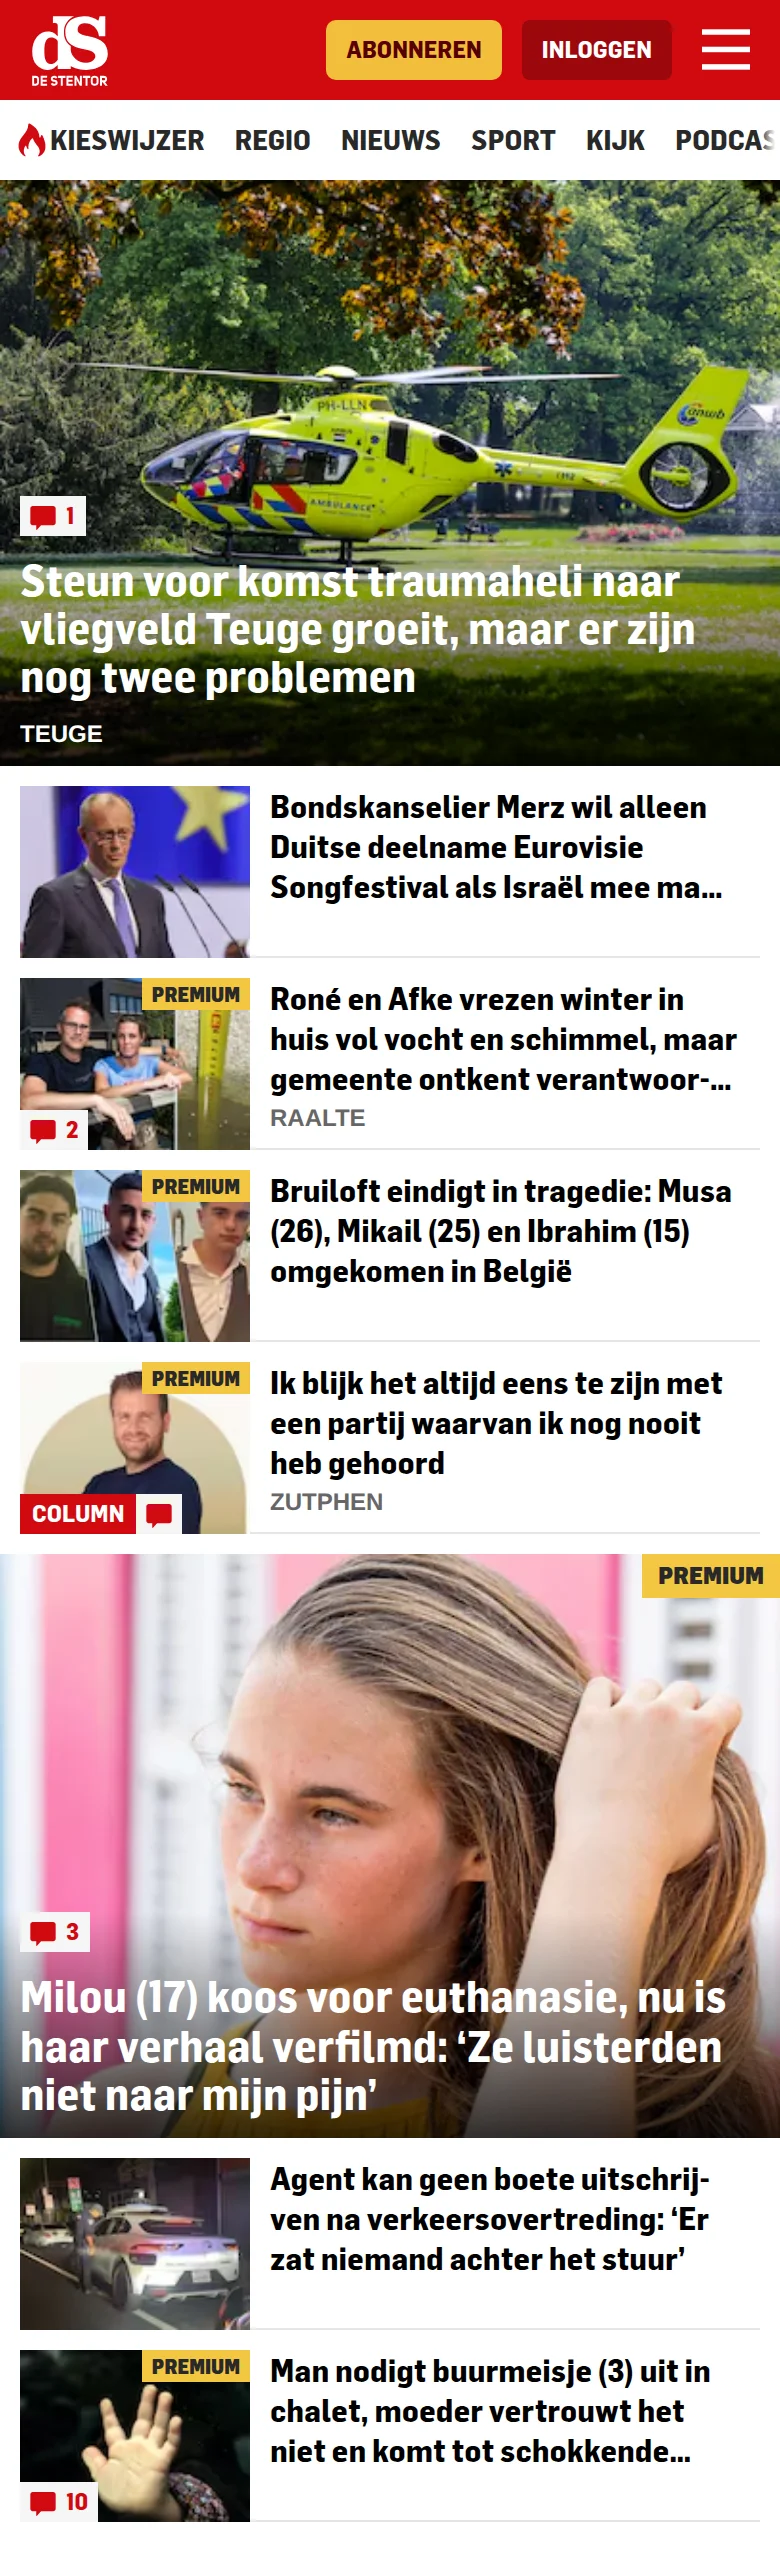 dS
DE STENTOR
ABONNEREN
INLOGGEN
KIESWIJZER REGIO NIEUWS SPORT KIJK PODCAS
PH-LLN
anwb
AMBULANCE
1
Steun voor komst traumaheli naar
vliegveld Teuge groeit, maar er zijn
nog twee problemen
TEUGE
Bondskanselier Merz wil alleen
Duitse deelname Eurovisie
Songfestival als Israël mee ma...
PREMIUM
2
Roné en Afke vrezen winter in
huis vol vocht en schimmel, maar
gemeente ontkent verantwoor-...
RAALTE
PREMIUM
Bruiloft eindigt in tragedie: Musa
(26), Mikail (25) en Ibrahim (15)
omgekomen in België
PREMIUM
COLUMN
Ik blijk het altijd eens te zijn met
een partij waarvan ik nog nooit
heb gehoord
ZUTPHEN
PREMIUM
3
Milou (17) koos voor euthanasie, nu is
haar verhaal verfilmd: ‘Ze luisterden
niet naar mijn pijn’
Agent kan geen boete uitschrij-
ven na verkeersovertreding: ‘Er
zat niemand achter het stuur’
PREMIUM
10
Man nodigt buurmeisje (3) uit in
chalet, moeder vertrouwt het
niet en komt tot schokkende...